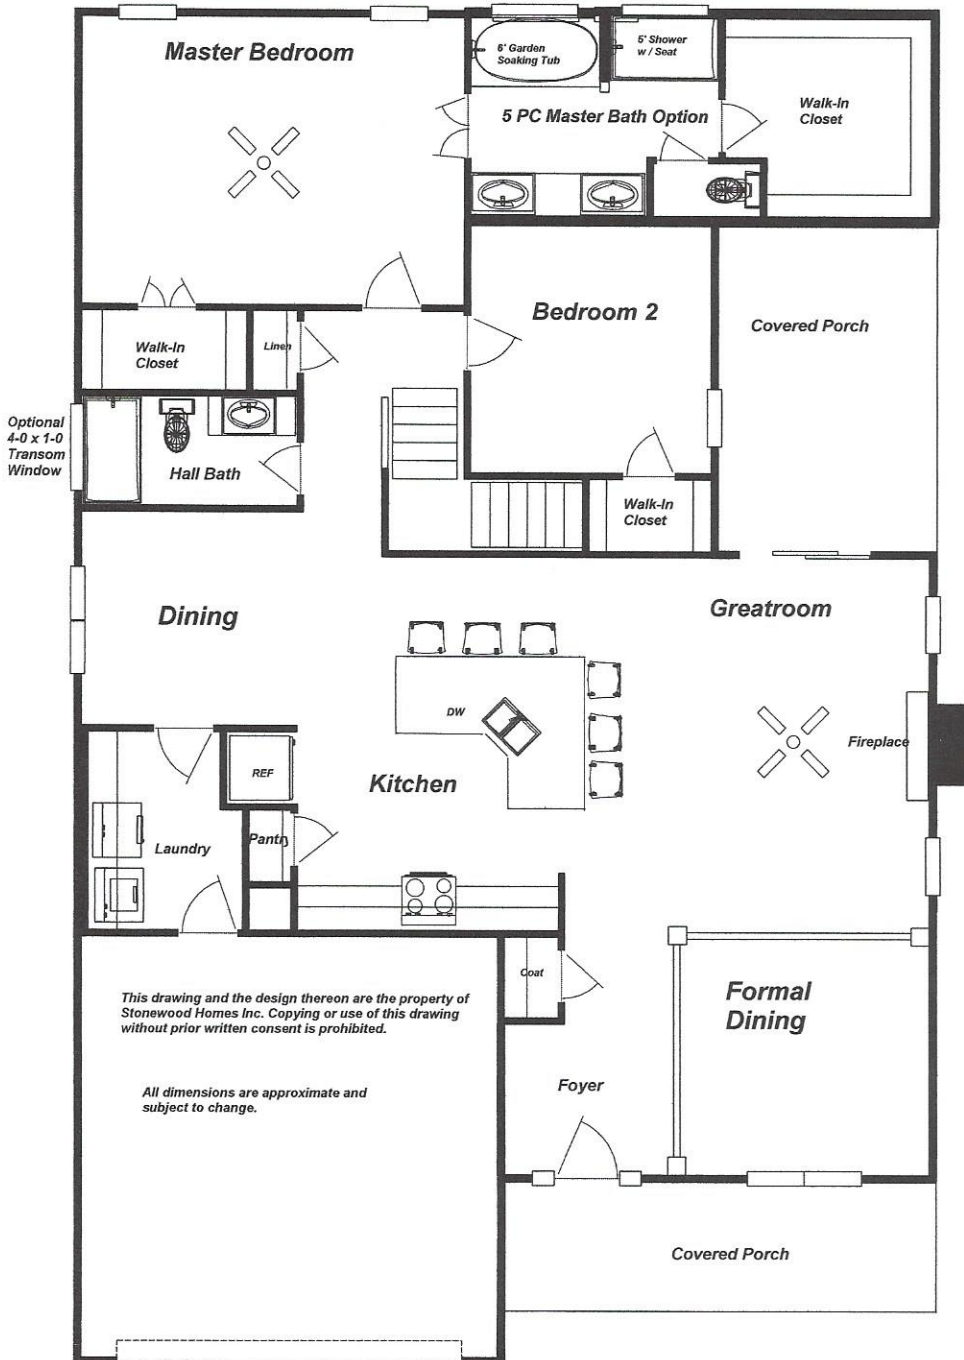 Master Bedroom
6' Garden
Soaking Tub
5' Shower
w / Seat
5 PC Master Bath Option
Walk-In
Closet
Bedroom 2
Covered Porch
Walk-In
Closet
Linen
Optional
4-0 x 1-0
Transom
Window
Hall Bath
Walk-In
Closet
Dining
Greatroom
DW
Fireplace
REF
Kitchen
Pantry
Laundry
Coat
Formal
Dining
This drawing and the design thereon are the property of
Stonewood Homes Inc. Copying or use of this drawing
without prior written consent is prohibited.
All dimensions are approximate and
subject to change.
Foyer
Covered Porch